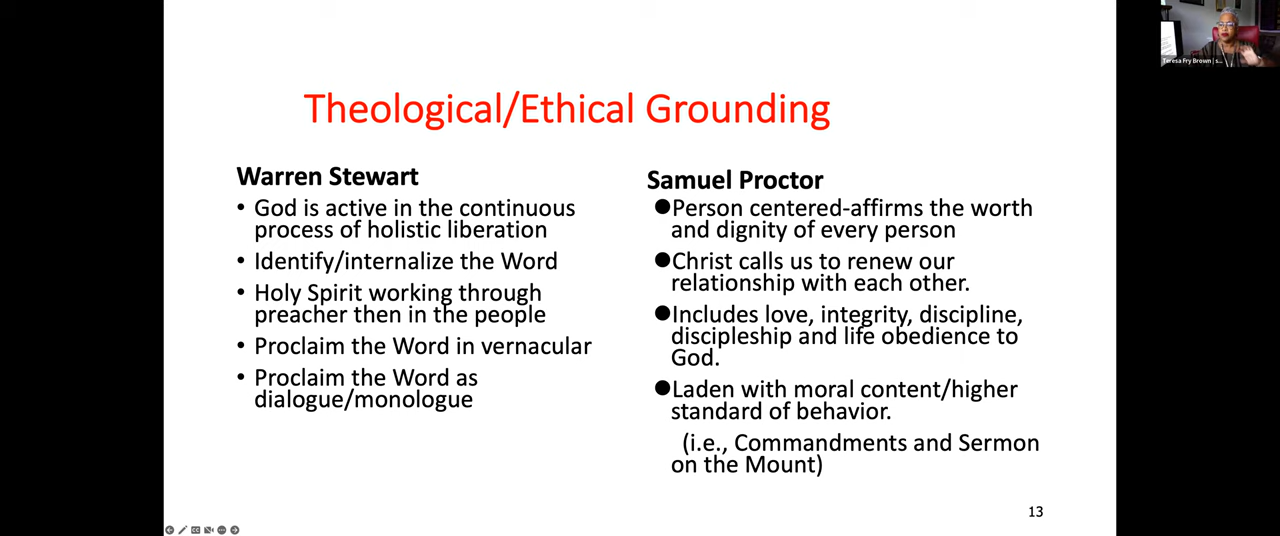 Theological/Ethical Grounding
Warren Stewart
• God is active in the continuous
process of holistic liberation
• Identify/internalize the Word
• Holy Spirit working through
preacher then in the people
• Proclaim the Word in vernacular
• Proclaim the Word as
dialogue/monologue
Samuel Proctor
●Person centered-affirms the worth
and dignity of every person
●Christ calls us to renew our
relationship with each other.
●Includes love, integrity, discipline,
discipleship and life obedience to
God.
●Laden with moral content/higher
standard of behavior.
(i.e., Commandments and Sermon
on the Mount)
13
Teresa Fry Brown | s...